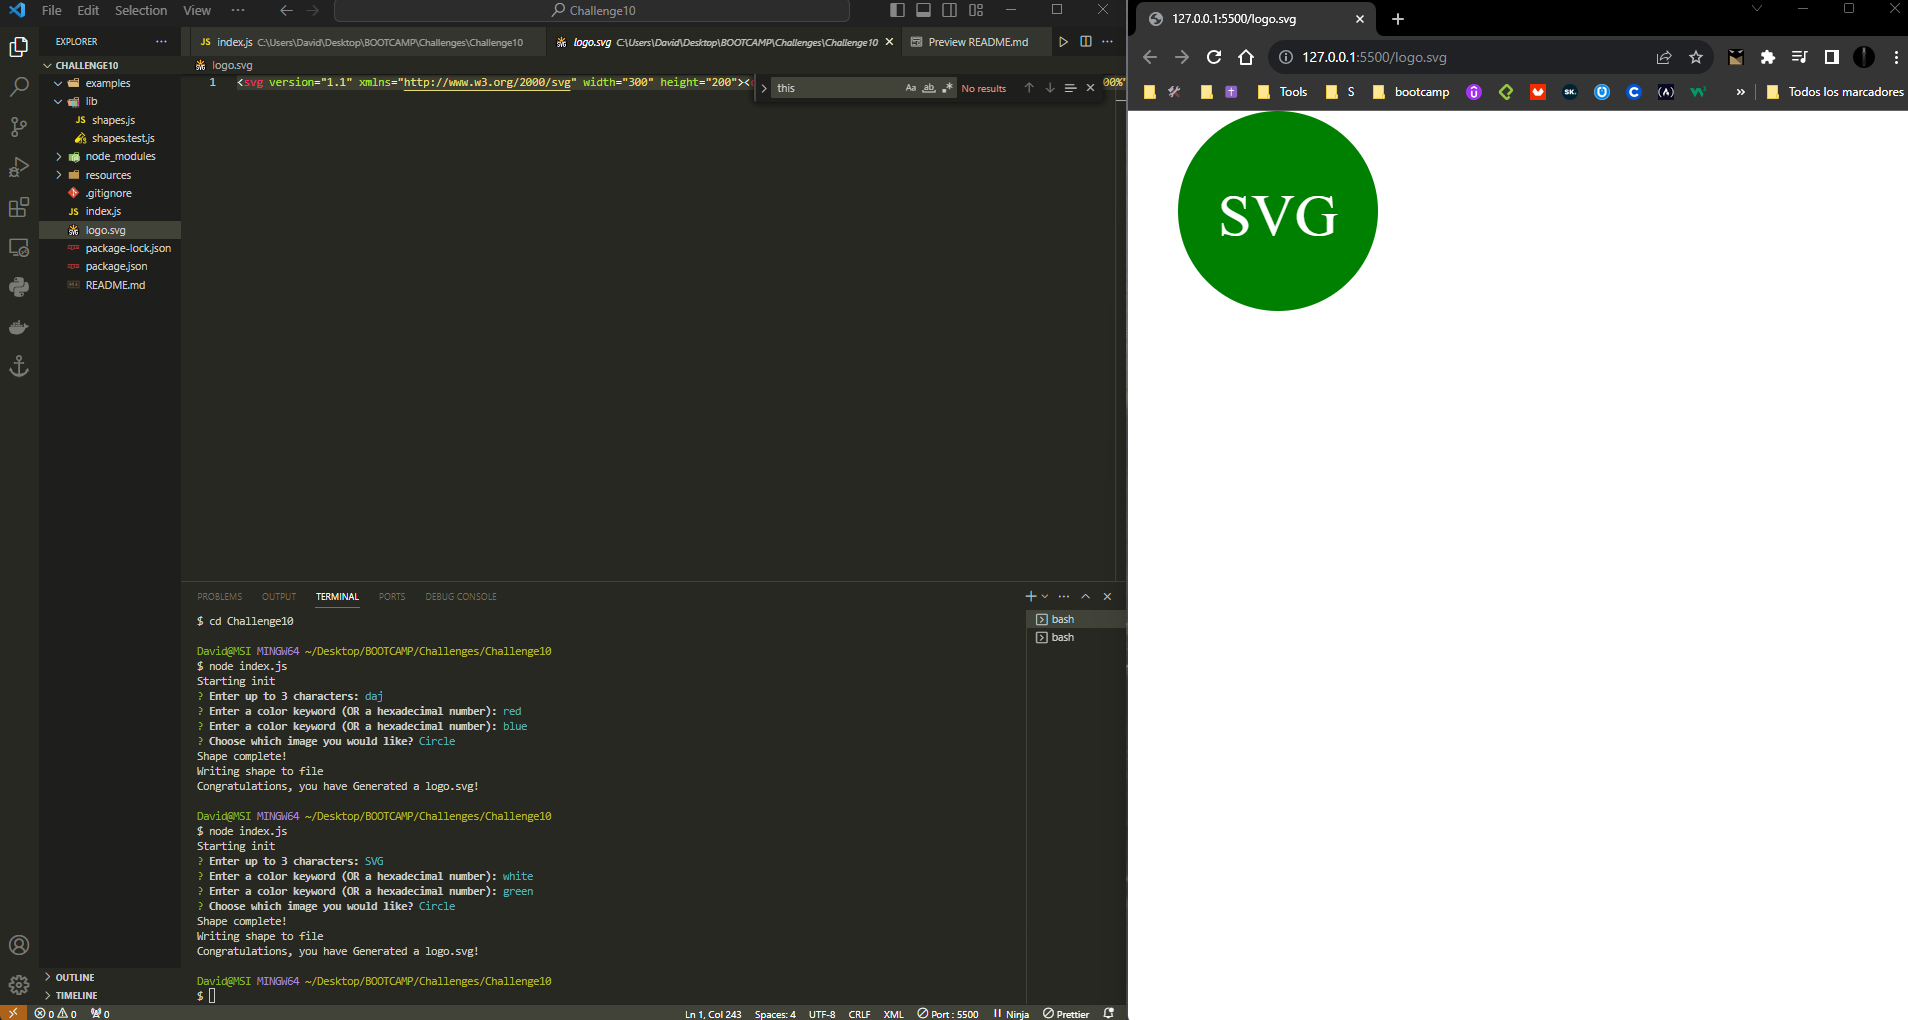 File Edit Selection View ··· Challenge10
EXPLORER ···
CHALLENGE10
examples
lib
JS shapes.js
shapes.test.js
node_modules
resources
.gitignore
JS index.js
logo.svg
package-lock.json
package.json
README.md
OUTLINE
TIMELINE
JS index.js C:\Users\David\Desktop\BOOTCAMP\Challenges\Challenge10
logo.svg C:\Users\David\Desktop\BOOTCAMP\Challenges\Challenge10
Preview README.md
logo.svg
1 <svg version="1.1" xmlns="http://www.w3.org/2000/svg" width="300" height="200">< 00%"
this Aa ab .* No results
PROBLEMS OUTPUT TERMINAL PORTS DEBUG CONSOLE
bash
bash
$ cd Challenge10
David@MSI MINGW64 ~/Desktop/BOOTCAMP/Challenges/Challenge10
$ node index.js
Starting init
? Enter up to 3 characters: daj
? Enter a color keyword (OR a hexadecimal number): red
? Enter a color keyword (OR a hexadecimal number): blue
? Choose which image you would like? Circle
Shape complete!
Writing shape to file
Congratulations, you have Generated a logo.svg!
David@MSI MINGW64 ~/Desktop/BOOTCAMP/Challenges/Challenge10
$ node index.js
Starting init
? Enter up to 3 characters: SVG
? Enter a color keyword (OR a hexadecimal number): white
? Enter a color keyword (OR a hexadecimal number): green
? Choose which image you would like? Circle
Shape complete!
Writing shape to file
Congratulations, you have Generated a logo.svg!
David@MSI MINGW64 ~/Desktop/BOOTCAMP/Challenges/Challenge10
$
0 0 0 Ln 1, Col 243 Spaces: 4 UTF-8 CRLF XML Port : 5500 Ninja Prettier
127.0.0.1:5500/logo.svg
127.0.0.1:5500/logo.svg
Tools S bootcamp SK. C (A) » Todos los marcadores
SVG